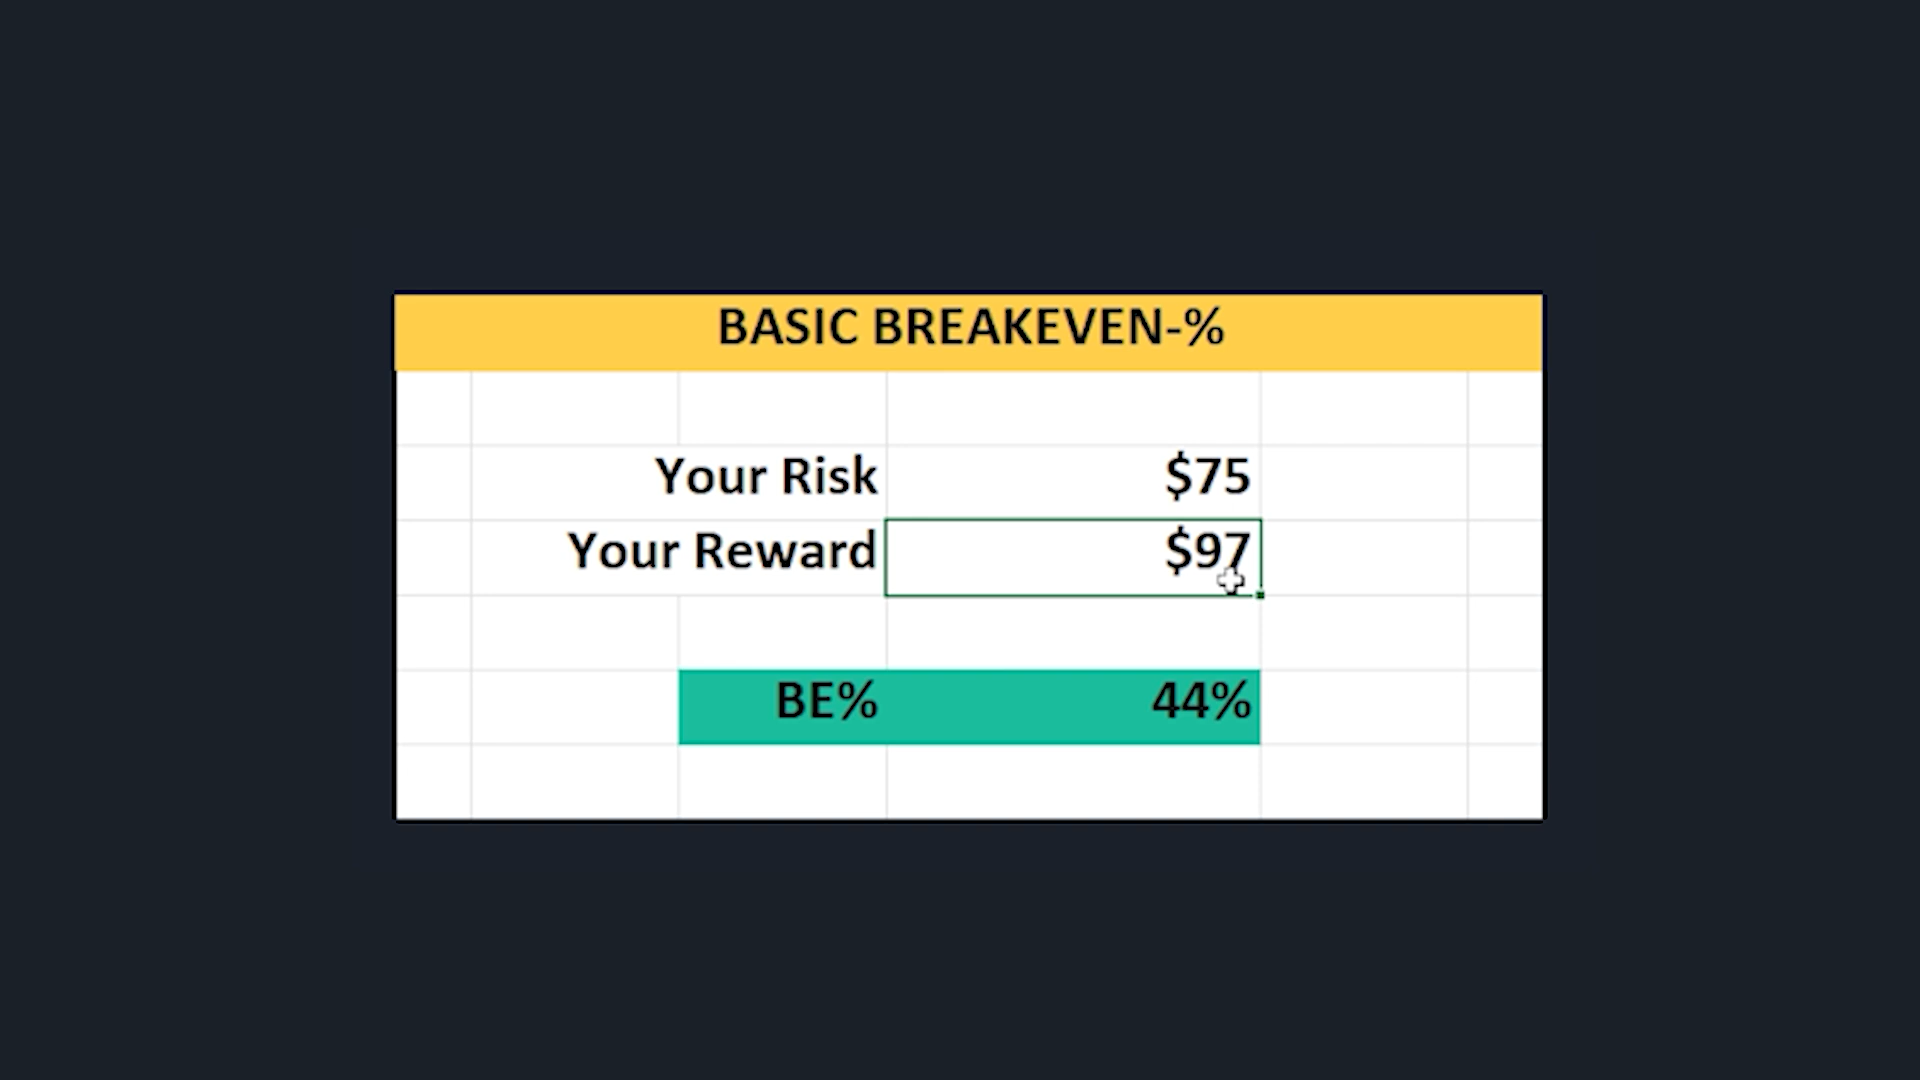 BASIC BREAKEVEN-%
Your Risk $75
Your Reward $97
BE% 44%